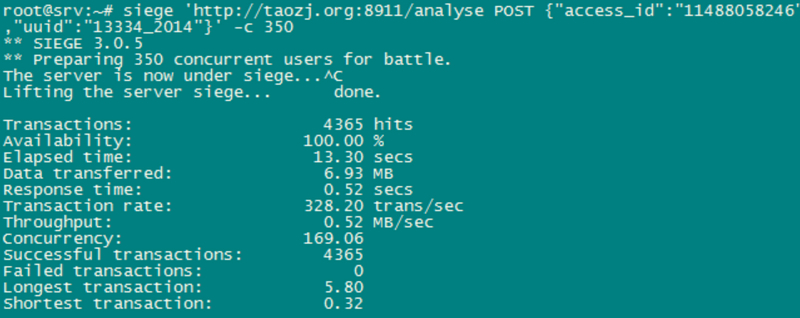 root@srv:~# siege 'http://taozj.org:8911/analyse POST {"access_id":"11488058246"
,"uuid":"13334_2014"}' -c 350
** SIEGE 3.0.5
** Preparing 350 concurrent users for battle.
The server is now under siege...^C
Lifting the server siege...      done.

Transactions:                   4365 hits
Availability:                 100.00 %
Elapsed time:                  13.30 secs
Data transferred:               6.93 MB
Response time:                  0.52 secs
Transaction rate:             328.20 trans/sec
Throughput:                     0.52 MB/sec
Concurrency:                  169.06
Successful transactions:        4365
Failed transactions:               0
Longest transaction:            5.80
Shortest transaction:           0.32